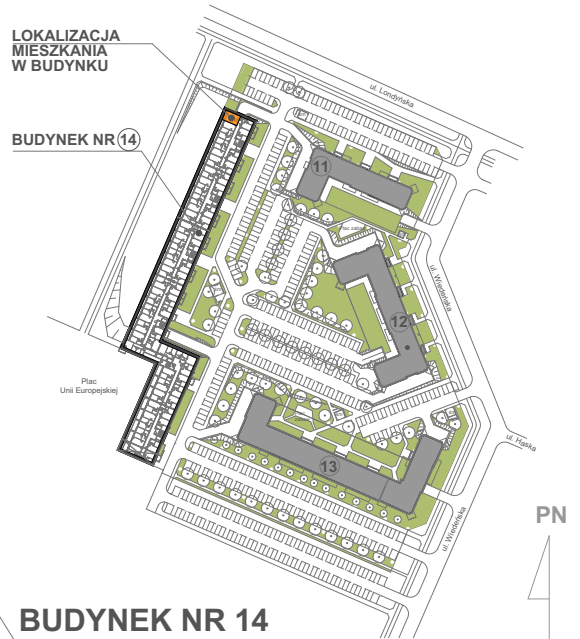 LOKALIZACJA
MIESZKANIA
W BUDYNKU
BUDYNEK NR 14
ul. Londyńska
11
ul. Wiedeńska
12
Plac
Unii Europejskiej
ul. Haska
13
ul. Wiedeńska
PN
BUDYNEK NR 14